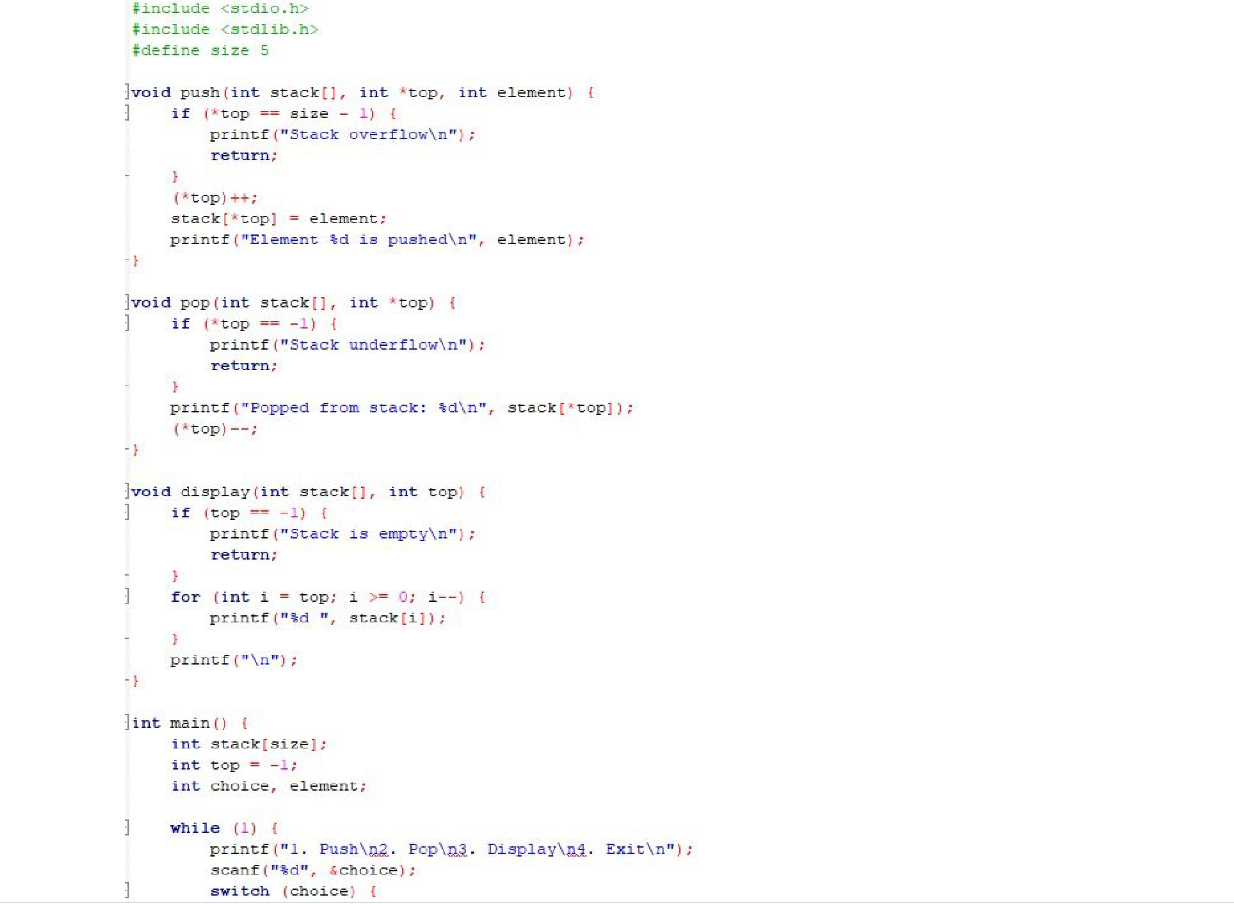 #include <stdio.h>
#include <stdlib.h>
#define size 5
void push(int stack[], int *top, int element) {
if (*top == size - 1) {
printf("Stack overflow\n");
return;
}
(*top)++;
stack[*top] = element;
printf("Element %d is pushed\n", element);
}
void pop(int stack[], int *top) {
if (*top == -1) {
printf("Stack underflow\n");
return;
}
printf("Popped from stack: %d\n", stack[*top]);
(*top)--;
}
void display(int stack[], int top) {
if (top == -1) {
printf("Stack is empty\n");
return;
}
for (int i = top; i >= 0; i--) {
printf("%d ", stack[i]);
}
printf("\n");
}
int main() {
int stack[size];
int top = -1;
int choice, element;
while (1) {
printf("1. Push\n2. Pop\n3. Display\n4. Exit\n");
scanf("%d", &choice);
switch (choice) {